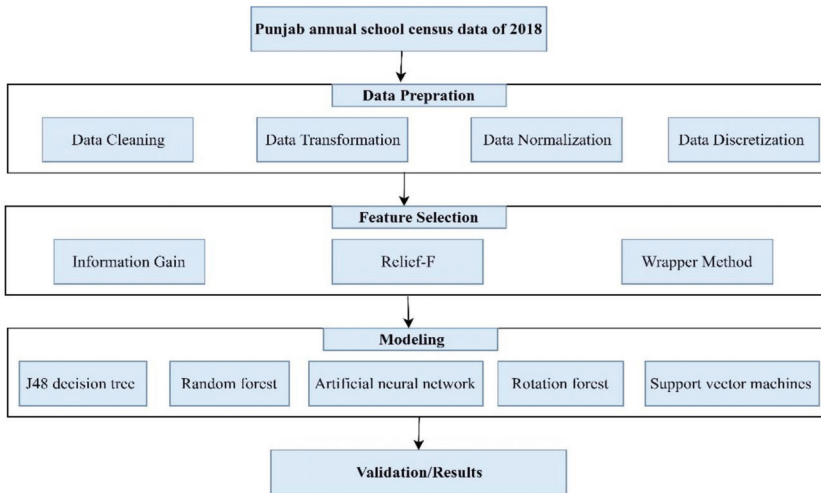 Punjab annual school census data of 2018
Data Prepration
Data Cleaning
Data Transformation
Data Normalization
Data Discretization
Feature Selection
Information Gain
Relief-F
Wrapper Method
Modeling
J48 decision tree
Random forest
Artificial neural network
Rotation forest
Support vector machines
Validation/Results